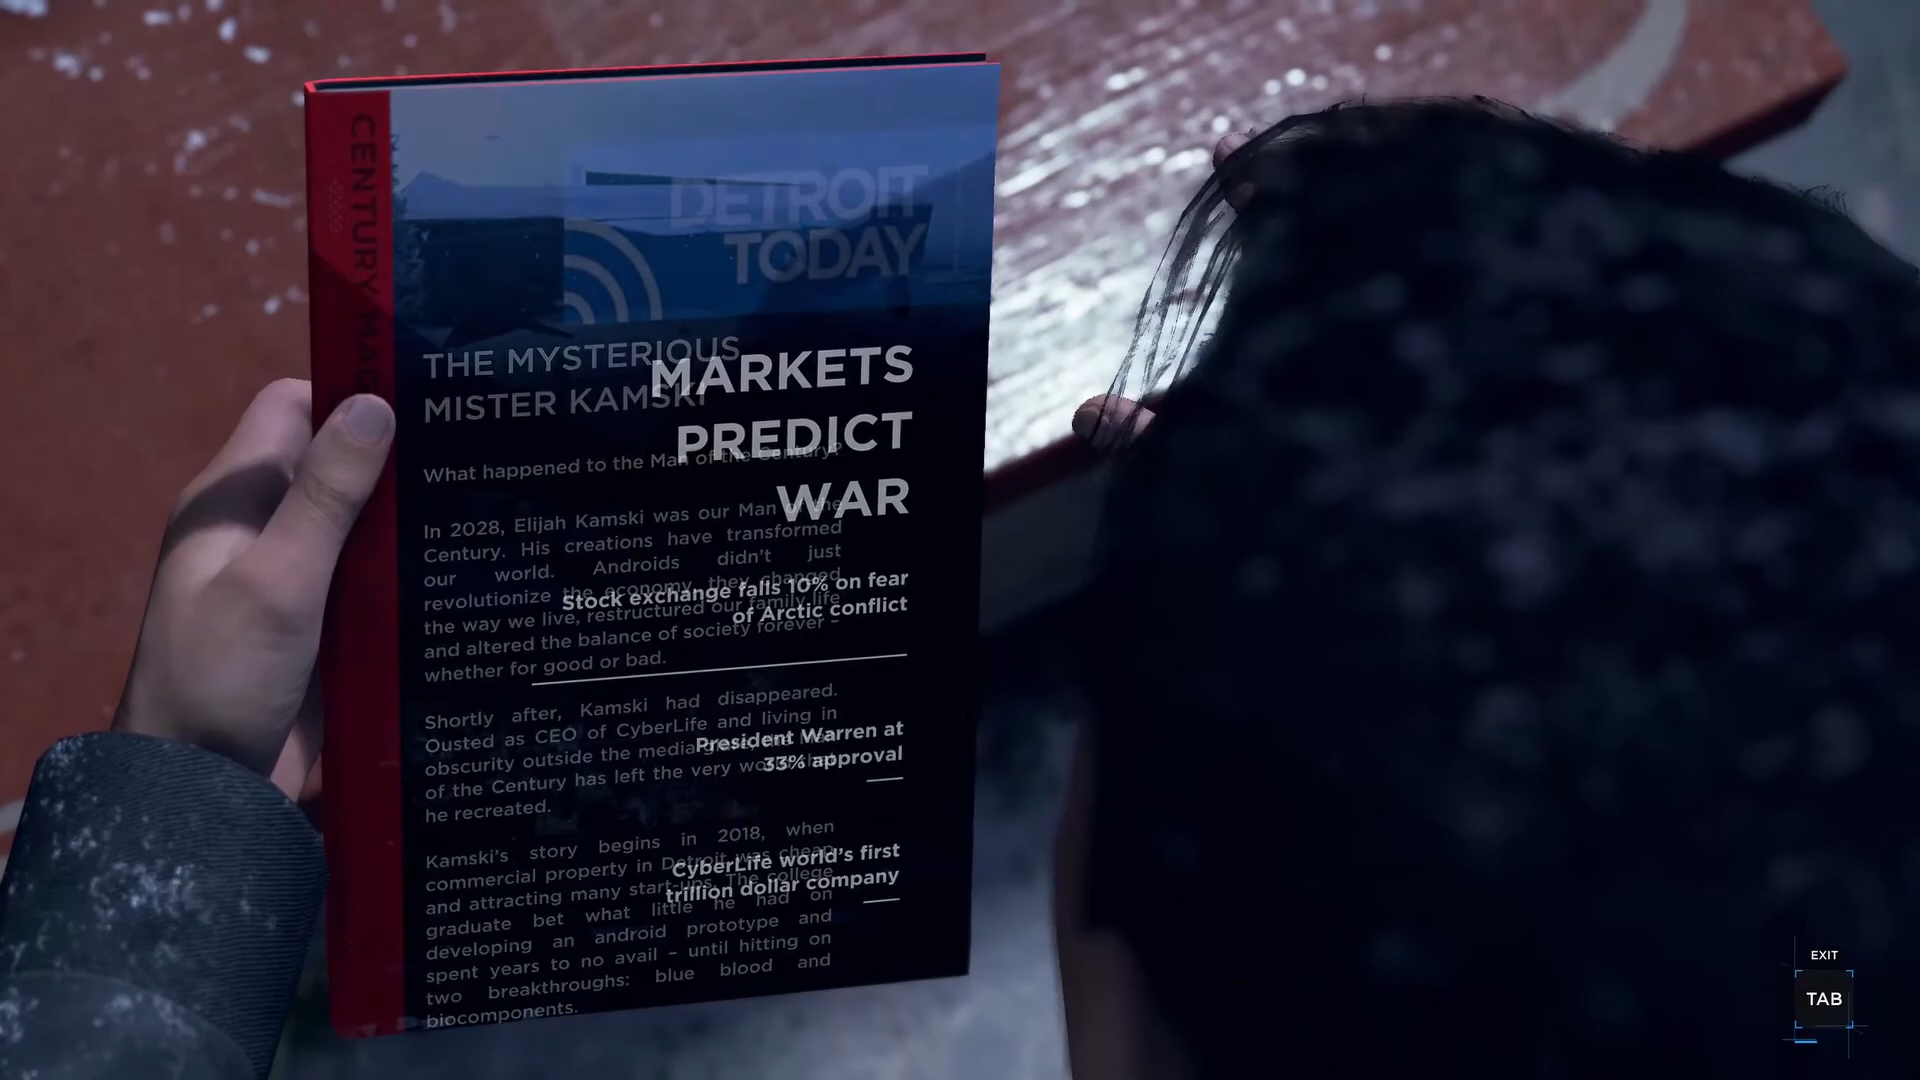 CENTURY MAG
DETROIT
TODAY
THE MYSTERIOUS
MISTER KAMSKI
MARKETS
PREDICT
WAR
What happened to the Man of the Century?
In 2028, Elijah Kamski was our Man of the
Century. His creations have transformed
our world. Androids didn't just
revolutionize the economy, they changed
the way we live, restructured our family life
and altered the balance of society forever –
whether for good or bad.
Stock exchange falls 10% on fear
of Arctic conflict
Shortly after, Kamski had disappeared.
Ousted as CEO of CyberLife and living in
obscurity outside the media glare, the Man
of the Century has left the very world that
he recreated.
President Warren at
33% approval
Kamski's story begins in 2018, when
commercial property in Detroit was cheap
and attracting many start-ups. The college
graduate bet what little he had on
developing an android prototype and
spent years to no avail – until hitting on
two breakthroughs: blue blood and
biocomponents.
CyberLife world's first
trillion dollar company
EXIT
TAB